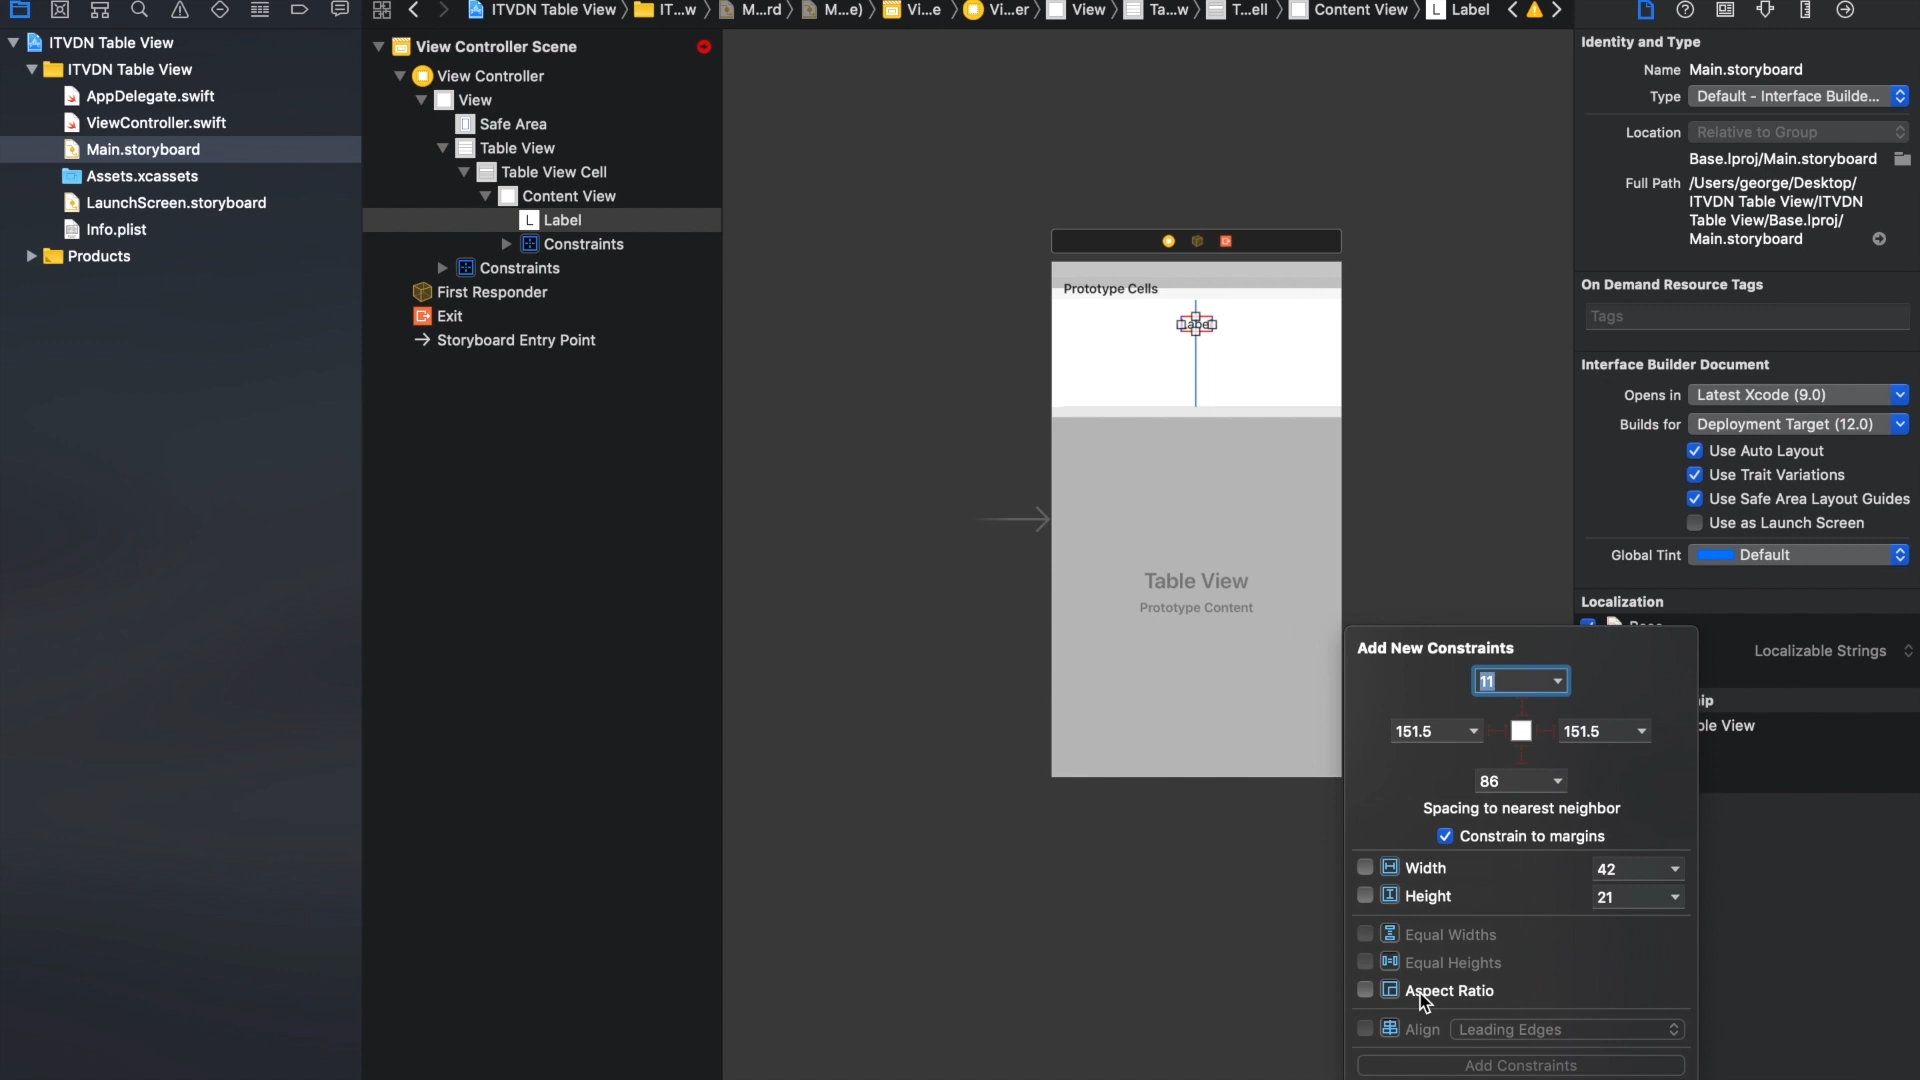 ITVDN Table View
IT...w
M...rd
M...e)
Vi...e
Vi...er
View
Ta...w
T...ell
Content View
L Label
ITVDN Table View
ITVDN Table View
AppDelegate.swift
ViewController.swift
Main.storyboard
Assets.xcassets
LaunchScreen.storyboard
Info.plist
Products
View Controller Scene
View Controller
View
Safe Area
Table View
Table View Cell
Content View
L Label
Constraints
Constraints
First Responder
Exit
Storyboard Entry Point
Prototype Cells
Label
Table View
Prototype Content
Identity and Type
Name Main.storyboard
Type Default - Interface Builde...
Location Relative to Group
Base.lproj/Main.storyboard
Full Path /Users/george/Desktop/
ITVDN Table View/ITVDN
Table View/Base.lproj/
Main.storyboard
On Demand Resource Tags
Tags
Interface Builder Document
Opens in Latest Xcode (9.0)
Builds for Deployment Target (12.0)
Use Auto Layout
Use Trait Variations
Use Safe Area Layout Guides
Use as Launch Screen
Global Tint Default
Localization
Localizable Strings
ip
ble View
Add New Constraints
11
151.5
151.5
86
Spacing to nearest neighbor
Constrain to margins
Width 42
Height 21
Equal Widths
Equal Heights
Aspect Ratio
Align Leading Edges
Add Constraints